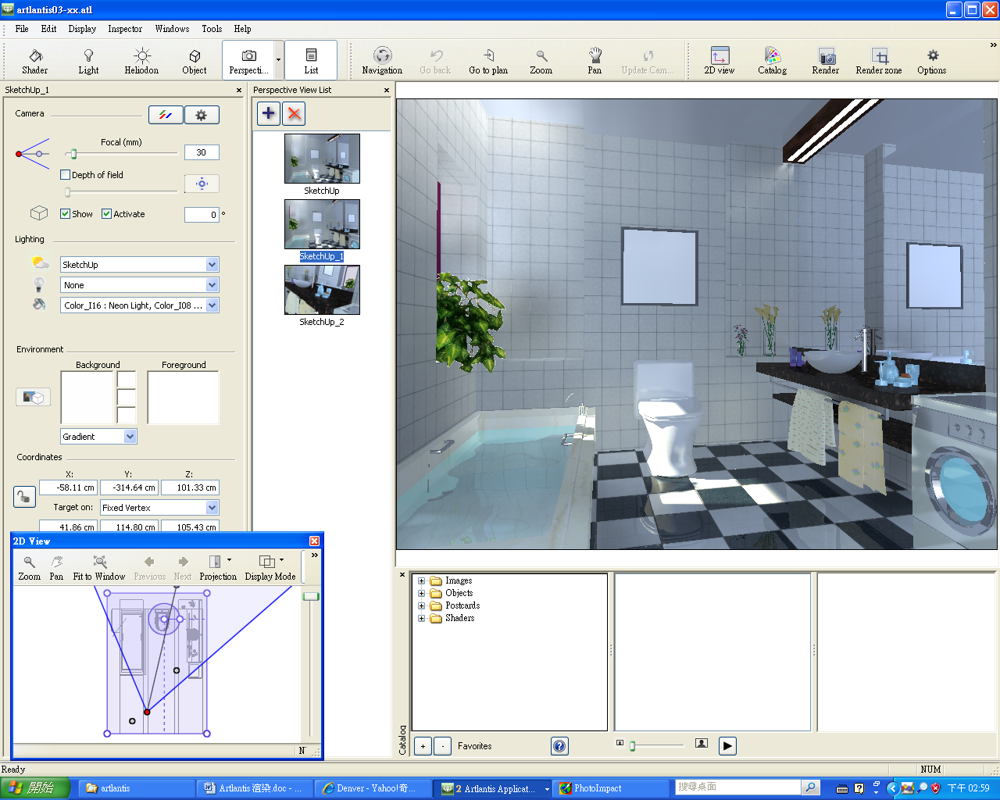 artlantis03-xx.atl
File Edit Display Inspector Windows Tools Help
Shader Light Heliodon Object Perspecti... List Navigation Go back Go to plan Zoom Pan Update Cam... 2D view Catalog Render Render zone Options
SketchUp_1
Perspective View List
Camera
Focal (mm)
30
Depth of field
Show Activate 0 °
Lighting
SketchUp
None
Color_I16 : Neon Light, Color_I08 ...
Environment
Background Foreground
Gradient
Coordinates
X: Y: Z:
-58.11 cm -314.64 cm 101.33 cm
Target on: Fixed Vertex
41.86 cm 114.80 cm 105.43 cm
SketchUp
SketchUp_1
SketchUp_2
2D View
Zoom Pan Fit to Window Previous Next Projection Display Mode
N
Images
Objects
Postcards
Shaders
Catalog
+ - Favorites
Ready
NUM
開始 artlantis Artlantis 渲染.doc - ... Denver - Yahoo!奇... 2 Artlantis Applicat... PhotoImpact 搜尋桌面 下午 02:59